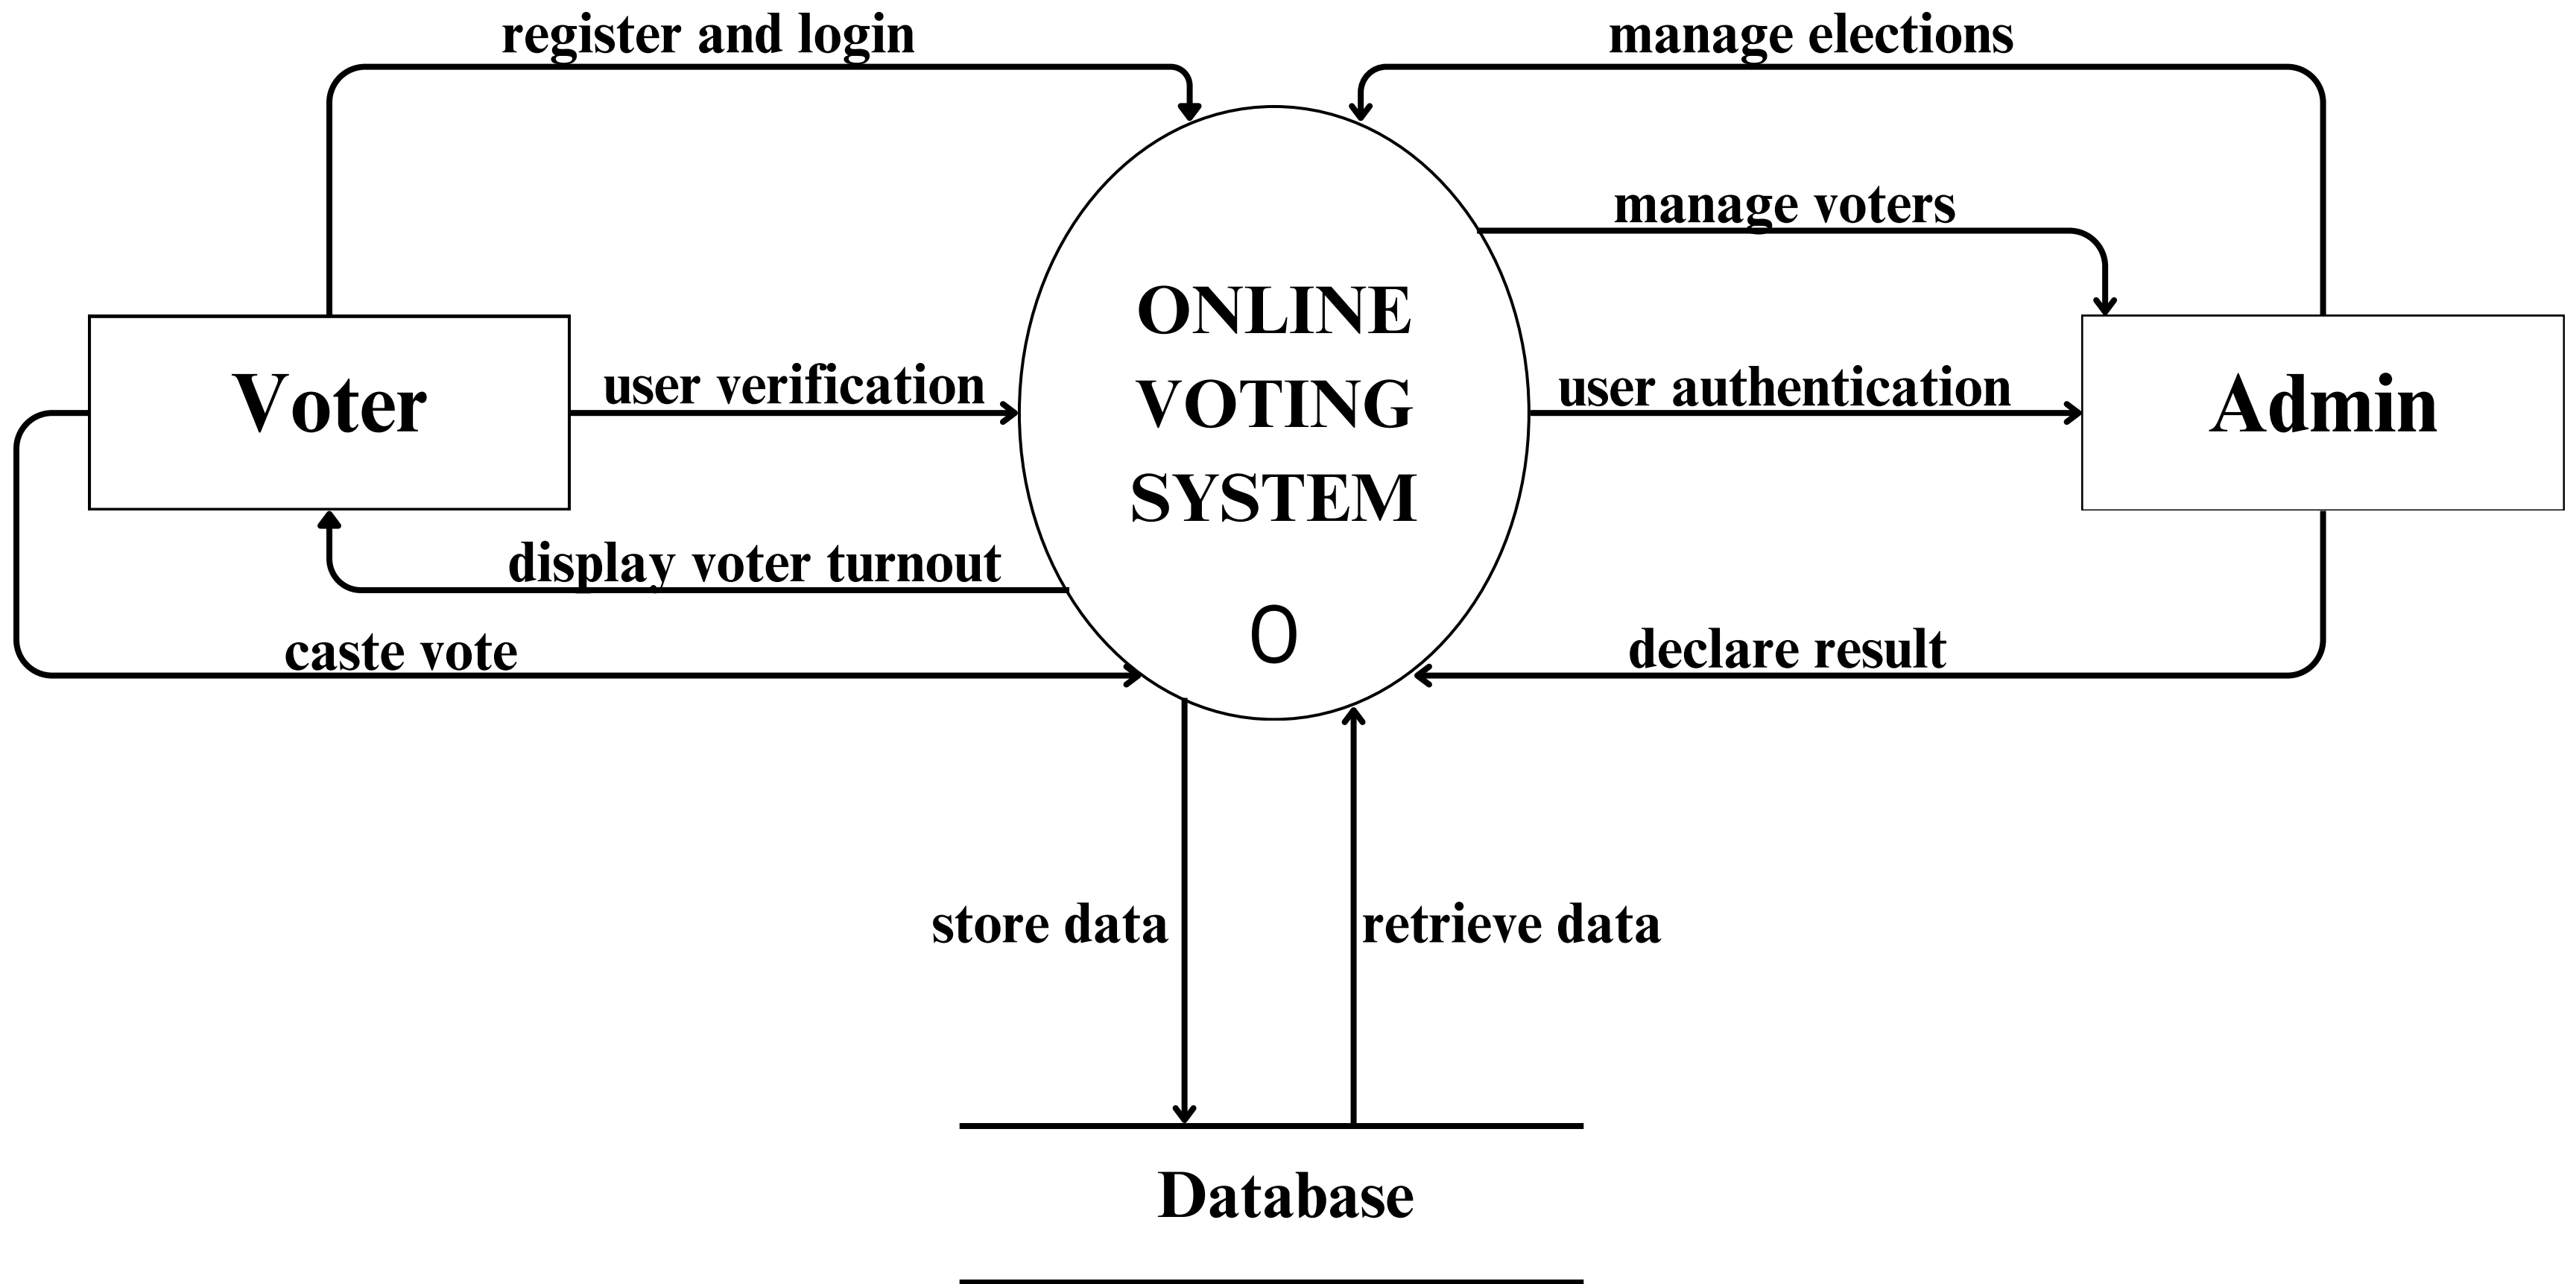 register and login
manage elections
manage voters
ONLINE
VOTING
SYSTEM
0
Voter
user verification
user authentication
Admin
display voter turnout
caste vote
declare result
store data
retrieve data
Database